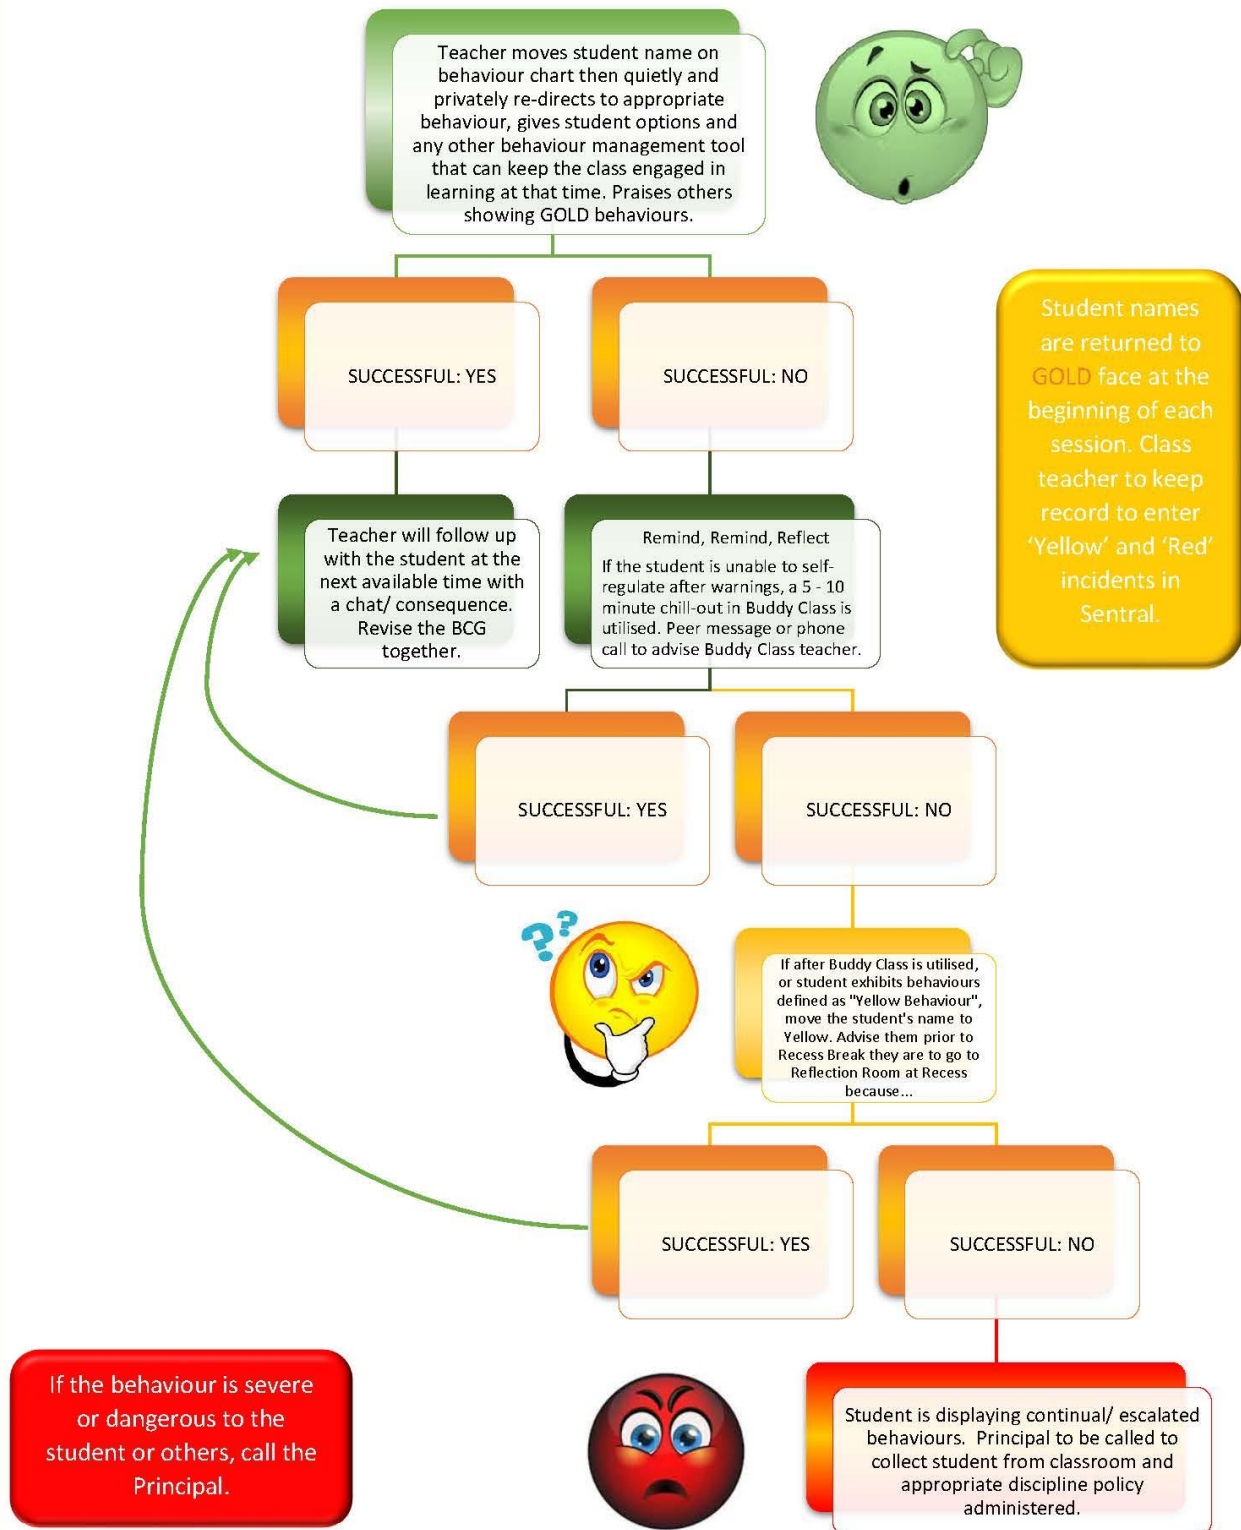 Teacher moves student name on
behaviour chart then quietly and
privately re-directs to appropriate
behaviour, gives student options and
any other behaviour management tool
that can keep the class engaged in
learning at that time. Praises others
showing GOLD behaviours.
SUCCESSFUL: YES
SUCCESSFUL: NO
Student names
are returned to
GOLD face at the
beginning of each
session. Class
teacher to keep
record to enter
‘Yellow’ and ‘Red’
incidents in
Sentral.
Teacher will follow up
with the student at the
next available time with
a chat/ consequence.
Revise the BCG
together.
Remind, Remind, Reflect
If the student is unable to self-
regulate after warnings, a 5 - 10
minute chill-out in Buddy Class is
utilised. Peer message or phone
call to advise Buddy Class teacher.
SUCCESSFUL: YES
SUCCESSFUL: NO
??
If after Buddy Class is utilised,
or student exhibits behaviours
defined as "Yellow Behaviour",
move the student's name to
Yellow. Advise them prior to
Recess Break they are to go to
Reflection Room at Recess
because...
SUCCESSFUL: YES
SUCCESSFUL: NO
If the behaviour is severe
or dangerous to the
student or others, call the
Principal.
Student is displaying continual/ escalated
behaviours. Principal to be called to
collect student from classroom and
appropriate discipline policy
administered.